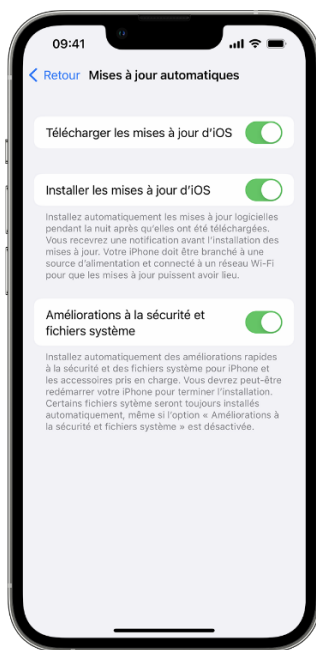 09:41
Retour Mises à jour automatiques
Télécharger les mises à jour d’iOS
Installer les mises à jour d’iOS
Installez automatiquement les mises à jour logicielles
pendant la nuit après qu’elles ont été téléchargées.
Vous recevrez une notification avant l’installation des
mises à jour. Votre iPhone doit être branché à une
source d’alimentation et connecté à un réseau Wi-Fi
pour que les mises à jour puissent avoir lieu.
Améliorations à la sécurité et
fichiers système
Installez automatiquement des améliorations rapides
à la sécurité et des fichiers système pour iPhone et
les accessoires pris en charge. Vous devrez peut-être
redémarrer votre iPhone pour terminer l’installation.
Certains fichiers sytème seront toujours installés
automatiquement, même si l’option « Améliorations à
la sécurité et fichiers système » est désactivée.